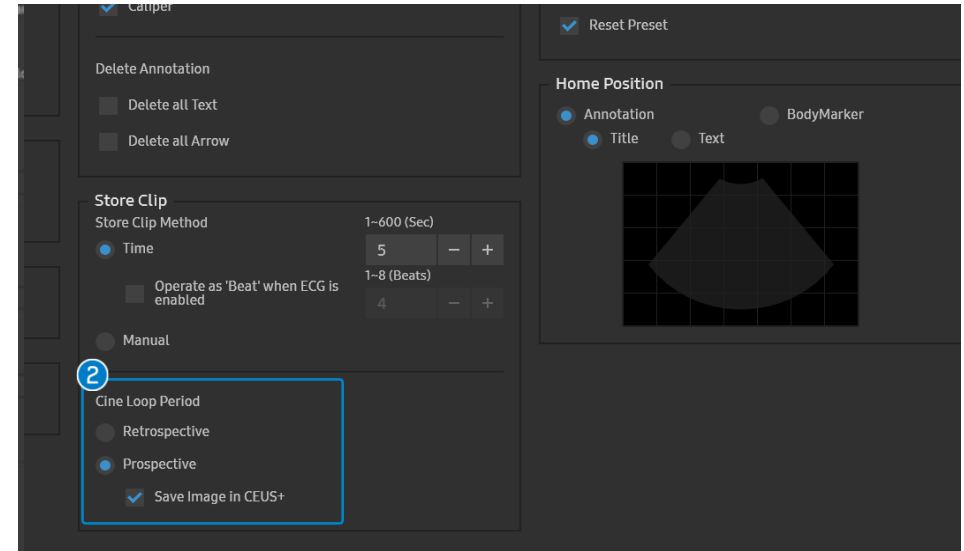 Caliper
Delete Annotation
Delete all Text
Delete all Arrow
Store Clip
Store Clip Method
1~600 (Sec)
Time
5 − +
Operate as 'Beat' when ECG is
enabled
1~8 (Beats)
4 − +
Manual
2
Cine Loop Period
Retrospective
Prospective
Save Image in CEUS+
Reset Preset
Home Position
Annotation
BodyMarker
Title
Text